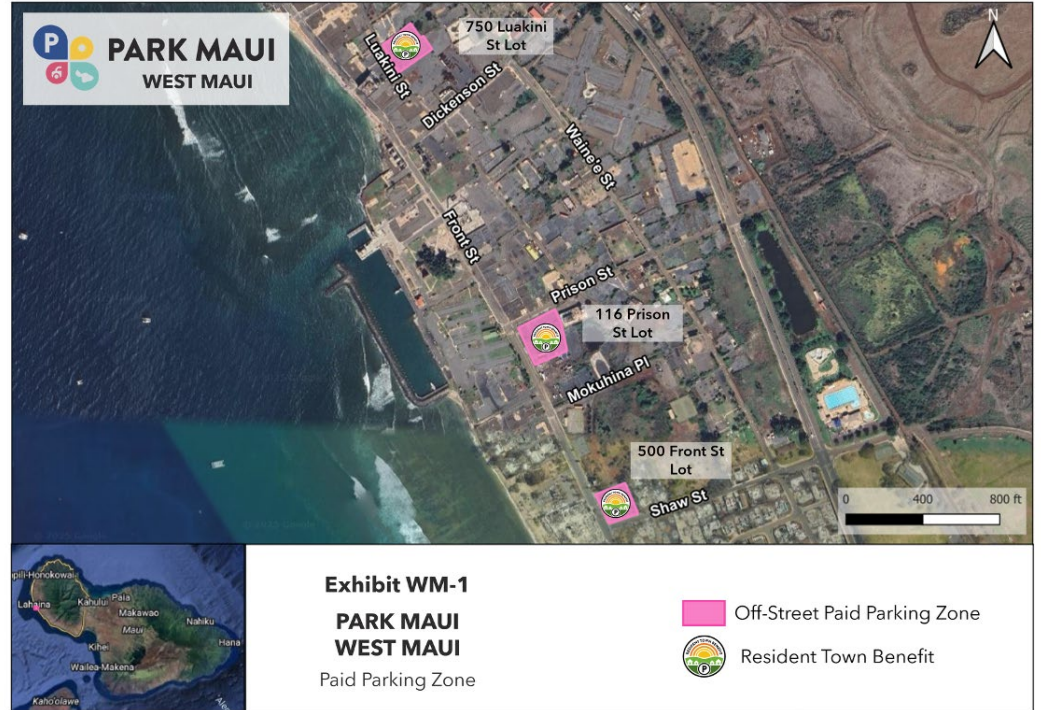 PARK MAUI
WEST MAUI
N
750 Luakini
St Lot
Luakini St
Dickenson St
Waine'e St
Front St
Prison St
116 Prison
St Lot
Mokuhina Pl
500 Front St
Lot
Shaw St
0 400 800 ft
pili-Honokowai
Lahaina
Kahului
Paia
Makawao
Maui
Nahiku
Hana
Kihei
Wailea-Makena
Kaho'olawe
Exhibit WM-1
PARK MAUI
WEST MAUI
Paid Parking Zone
Off-Street Paid Parking Zone
Resident Town Benefit